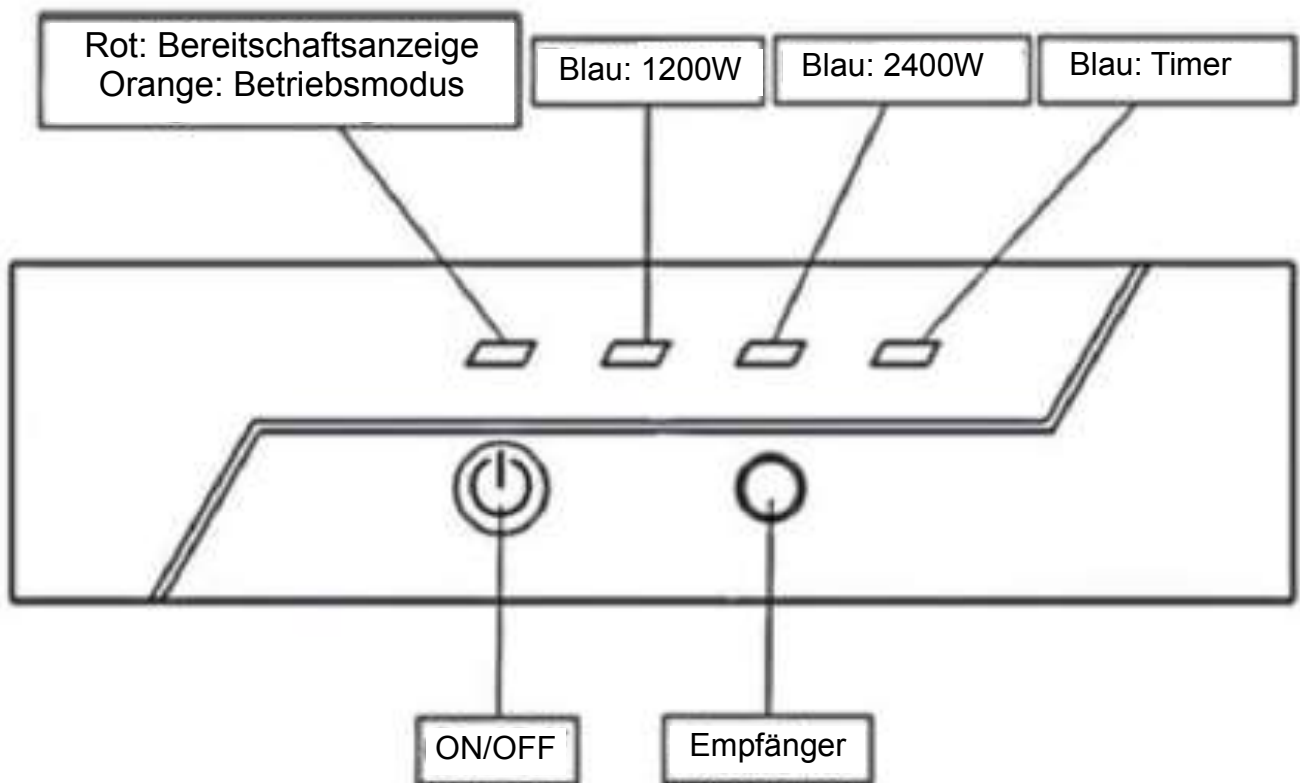 Rot: Bereitschaftsanzeige
Orange: Betriebsmodus
Blau: 1200W
Blau: 2400W
Blau: Timer
ON/OFF
Empfänger